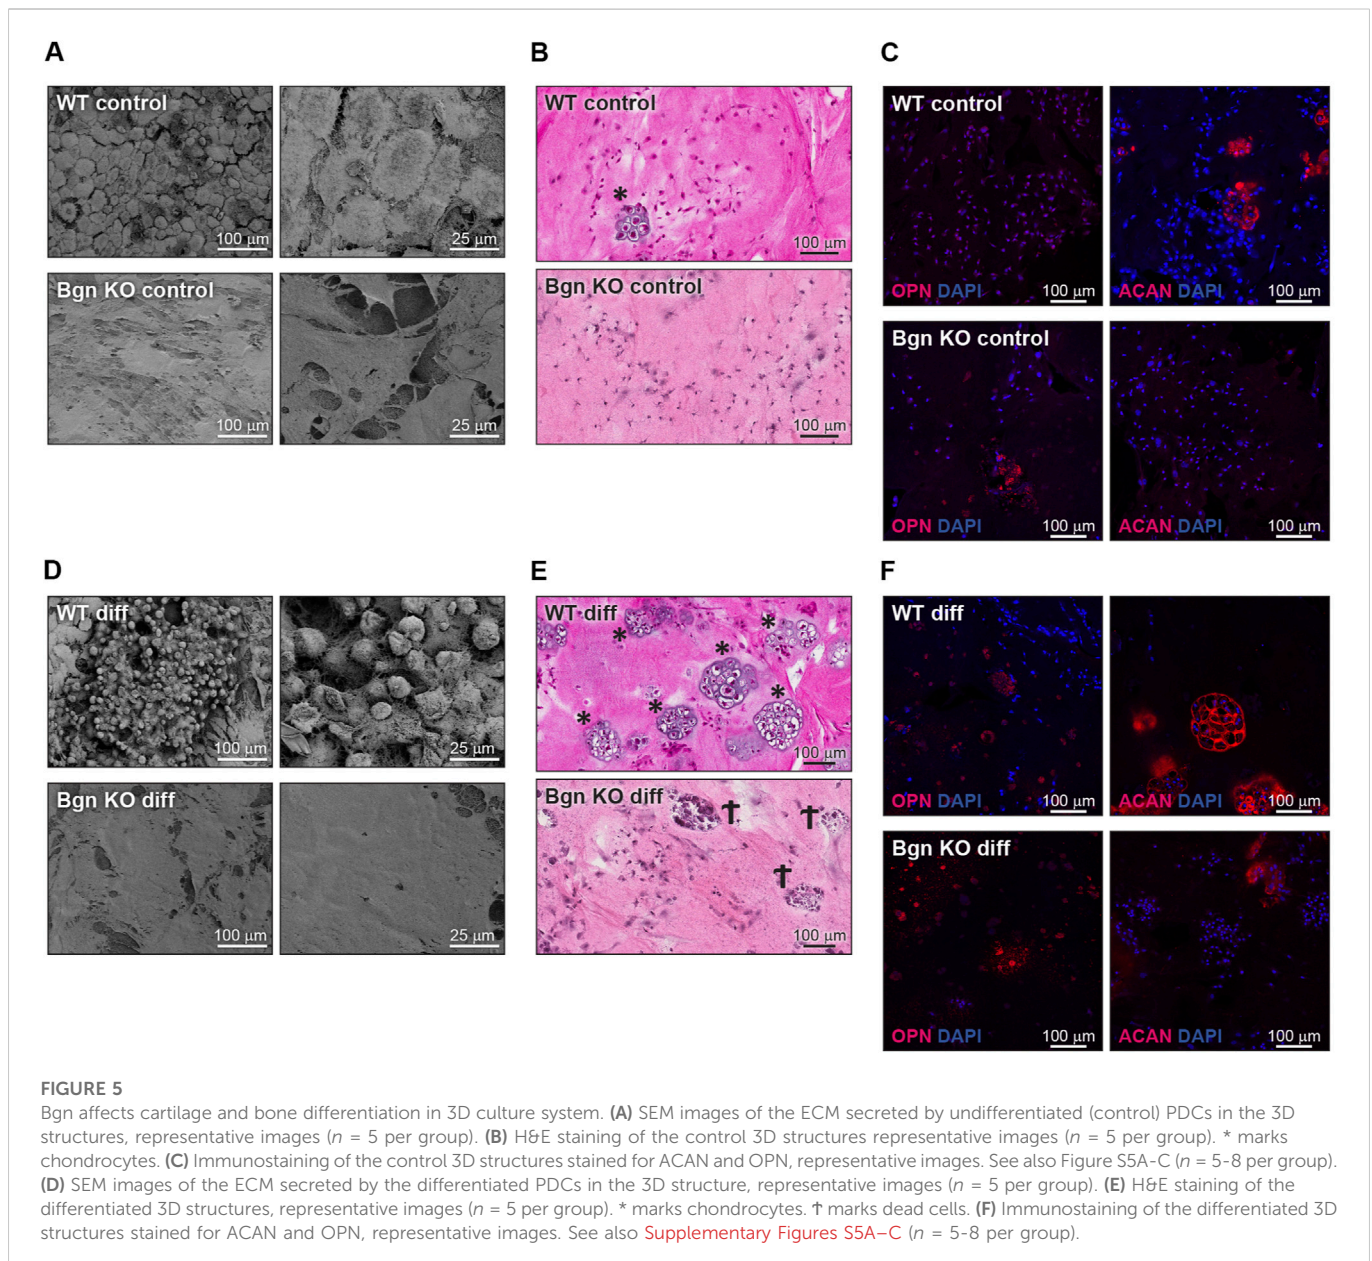 A
B
C
WT control
100 μm
25 μm
Bgn KO control
100 μm
25 μm
WT control
*
100 μm
Bgn KO control
100 μm
WT control
OPN DAPI
100 μm
ACAN DAPI
100 μm
Bgn KO control
OPN DAPI
100 μm
ACAN DAPI
100 μm
D
E
F
WT diff
100 μm
25 μm
Bgn KO diff
100 μm
25 μm
WT diff
* * * * * *
100 μm
Bgn KO diff
† † †
100 μm
WT diff
OPN DAPI
100 μm
ACAN DAPI
100 μm
Bgn KO diff
OPN DAPI
100 μm
ACAN DAPI
100 μm
FIGURE 5
Bgn affects cartilage and bone differentiation in 3D culture system. (A) SEM images of the ECM secreted by undifferentiated (control) PDCs in the 3D
structures, representative images (n = 5 per group). (B) H&E staining of the control 3D structures representative images (n = 5 per group). * marks
chondrocytes. (C) Immunostaining of the control 3D structures stained for ACAN and OPN, representative images. See also Figure S5A-C (n = 5-8 per group).
(D) SEM images of the ECM secreted by the differentiated PDCs in the 3D structure, representative images (n = 5 per group). (E) H&E staining of the
differentiated 3D structures, representative images (n = 5 per group). * marks chondrocytes. † marks dead cells. (F) Immunostaining of the differentiated 3D
structures stained for ACAN and OPN, representative images. See also Supplementary Figures S5A–C (n = 5-8 per group).